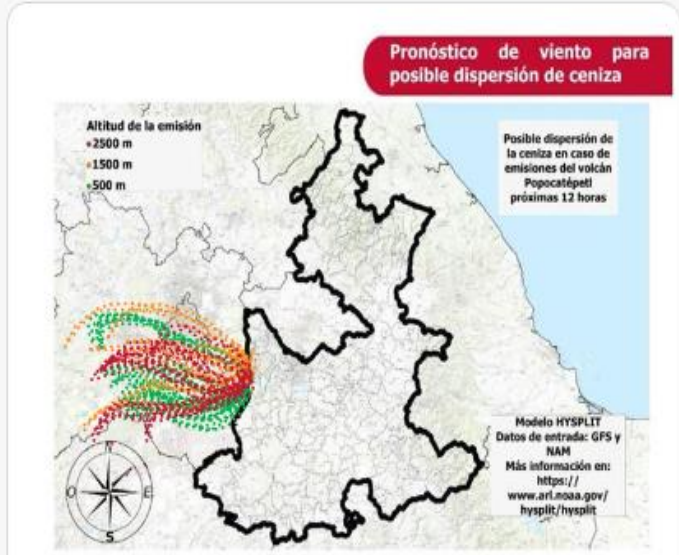 Pronóstico de viento para
posible dispersión de ceniza
Altitud de la emisión
2500 m
1500 m
500 m
Posible dispersión de
la ceniza en caso de
emisiones del volcán
Popocatépetl
próximas 12 horas
Modelo HYSPLIT
Datos de entrada: GFS y
NAM
Más información en:
https://
www.arl.noaa.gov/
hysplit/hysplit
N
O
E
S